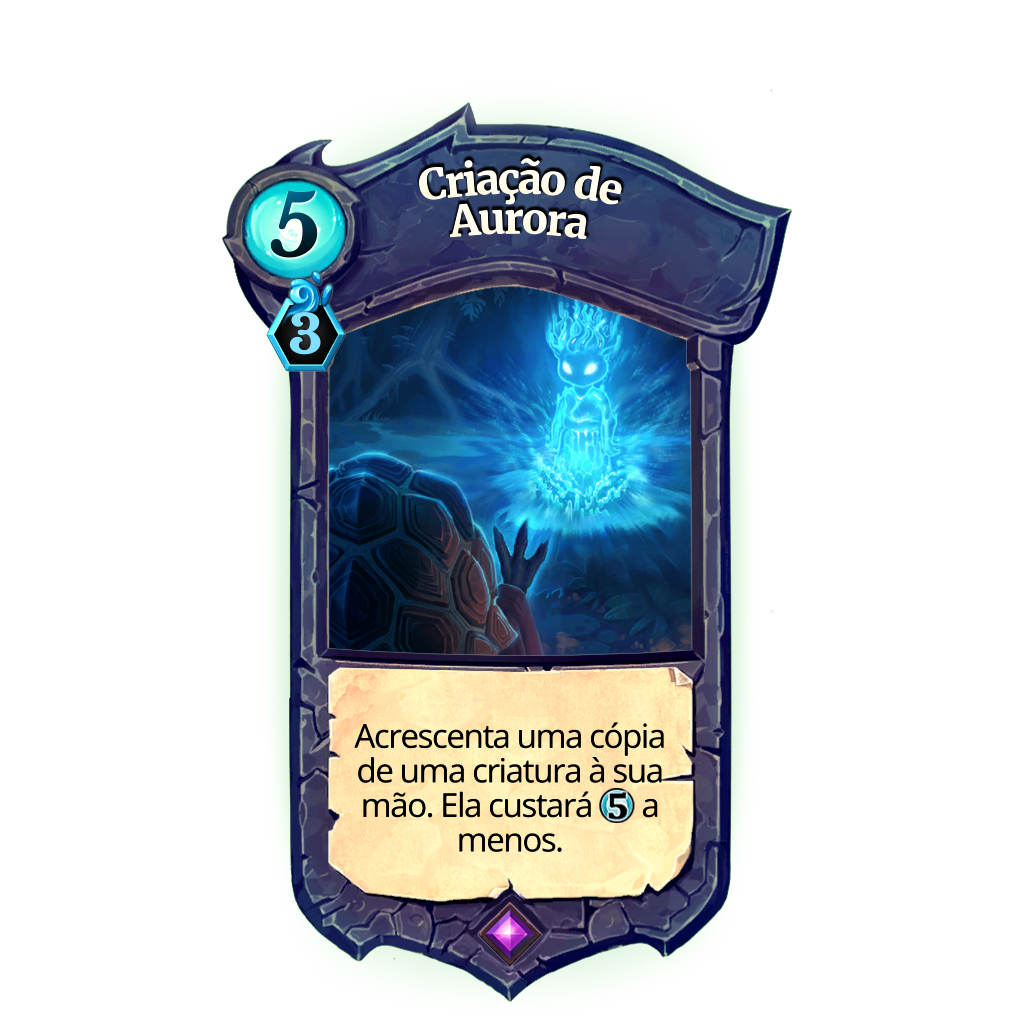 Criação de
Aurora
5
3
Acrescenta uma cópia
de uma criatura à sua
mão. Ela custará 5 a
menos.